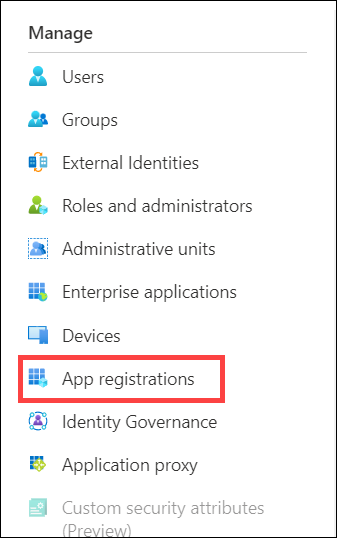 Manage
Users
Groups
External Identities
Roles and administrators
Administrative units
Enterprise applications
Devices
App registrations
Identity Governance
Application proxy
Custom security attributes
(Preview)